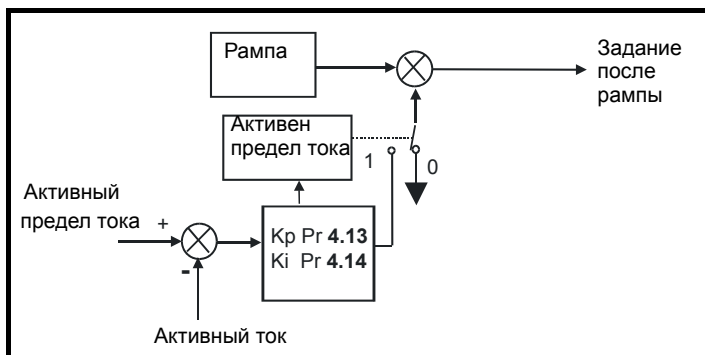 Рампа
Задание
после
рампы
Активен
предел тока
1
0
Активный
предел тока
+
-
Kp Pr 4.13
Ki Pr 4.14
Активный ток